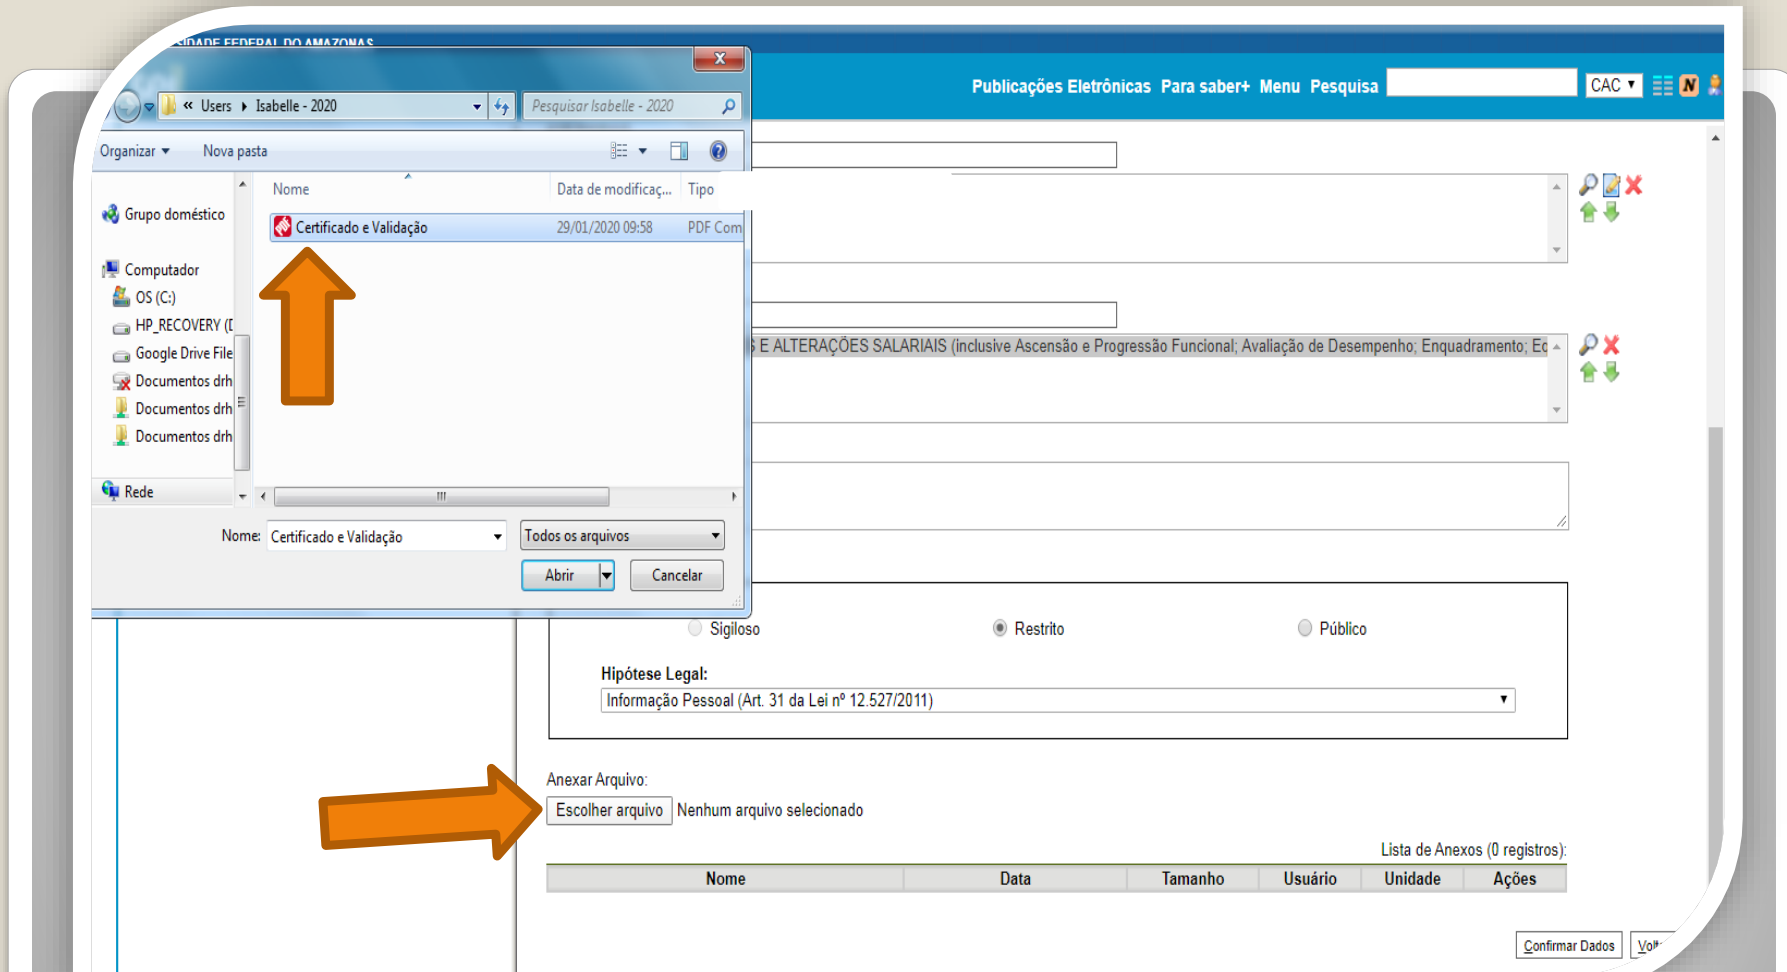 SIDADE FEDERAL DO AMAZONAS
« Users Isabelle - 2020
Pesquisar Isabelle - 2020
Publicações Eletrônicas Para saber+ Menu Pesquisa
CAC
Organizar Nova pasta
Nome Data de modificaç... Tipo
Grupo doméstico
Certificado e Validação 29/01/2020 09:58 PDF Com
Computador
OS (C:)
HP_RECOVERY (D
Google Drive File
Documentos drh
Documentos drh
Documentos drh
Rede
Nome: Certificado e Validação Todos os arquivos
Abrir Cancelar
E ALTERAÇÕES SALARIAIS (inclusive Ascensão e Progressão Funcional; Avaliação de Desempenho; Enquadramento; Eq
Sigiloso Restrito Público
Hipótese Legal:
Informação Pessoal (Art. 31 da Lei nº 12.527/2011)
Anexar Arquivo:
Escolher arquivo Nenhum arquivo selecionado
Lista de Anexos (0 registros):
Nome Data Tamanho Usuário Unidade Ações
Confirmar Dados